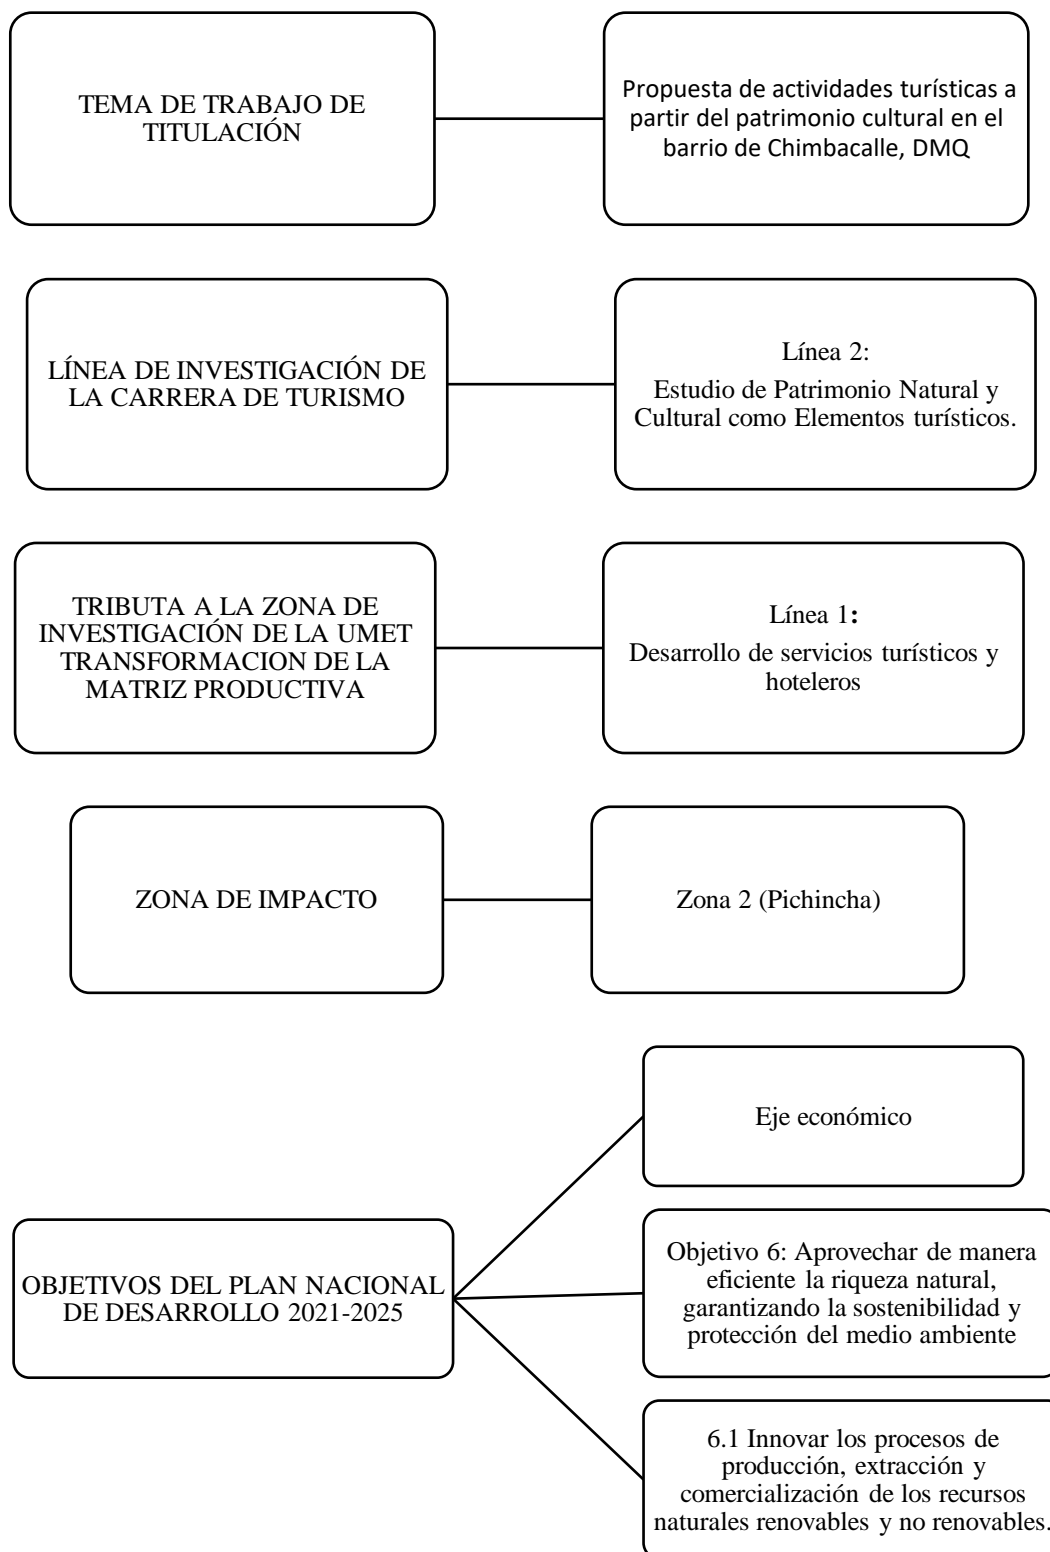 TEMA DE TRABAJO DE
TITULACIÓN
Propuesta de actividades turísticas a
partir del patrimonio cultural en el
barrio de Chimbacalle, DMQ
LÍNEA DE INVESTIGACIÓN DE
LA CARRERA DE TURISMO
Línea 2:
Estudio de Patrimonio Natural y
Cultural como Elementos turísticos.
TRIBUTA A LA ZONA DE
INVESTIGACIÓN DE LA UMET
TRANSFORMACION DE LA
MATRIZ PRODUCTIVA
Línea 1:
Desarrollo de servicios turísticos y
hoteleros
ZONA DE IMPACTO
Zona 2 (Pichincha)
OBJETIVOS DEL PLAN NACIONAL
DE DESARROLLO 2021-2025
Eje económico
Objetivo 6: Aprovechar de manera
eficiente la riqueza natural,
garantizando la sostenibilidad y
protección del medio ambiente
6.1 Innovar los procesos de
producción, extracción y
comercialización de los recursos
naturales renovables y no renovables.